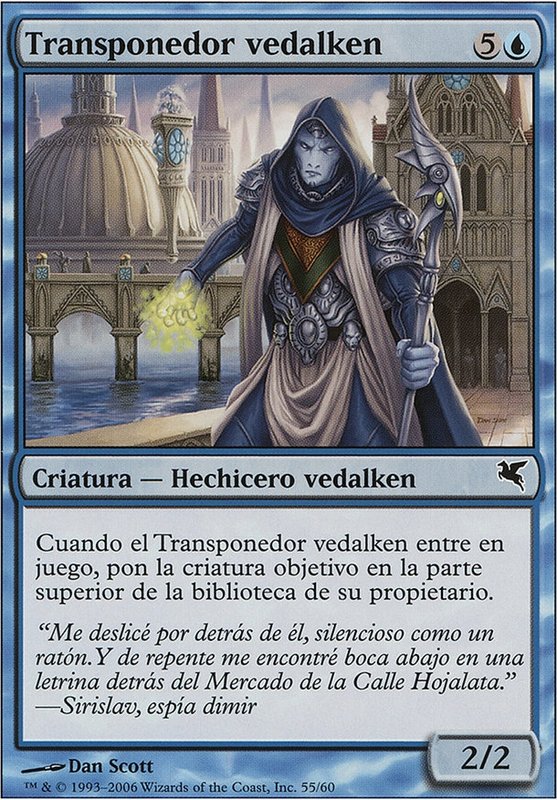 Transponedor vedalken 5
DAN SCOTT
Criatura — Hechicero vedalken
Cuando el Transponedor vedalken entre en
juego, pon la criatura objetivo en la parte
superior de la biblioteca de su propietario.
“Me deslicé por detrás de él, silencioso como un
ratón. Y de repente me encontré boca abajo en una
letrina detrás del Mercado de la Calle Hojalata.”
—Sirislav, espía dimir
2/2
Dan Scott
™ & © 1993–2006 Wizards of the Coast, Inc. 55/60